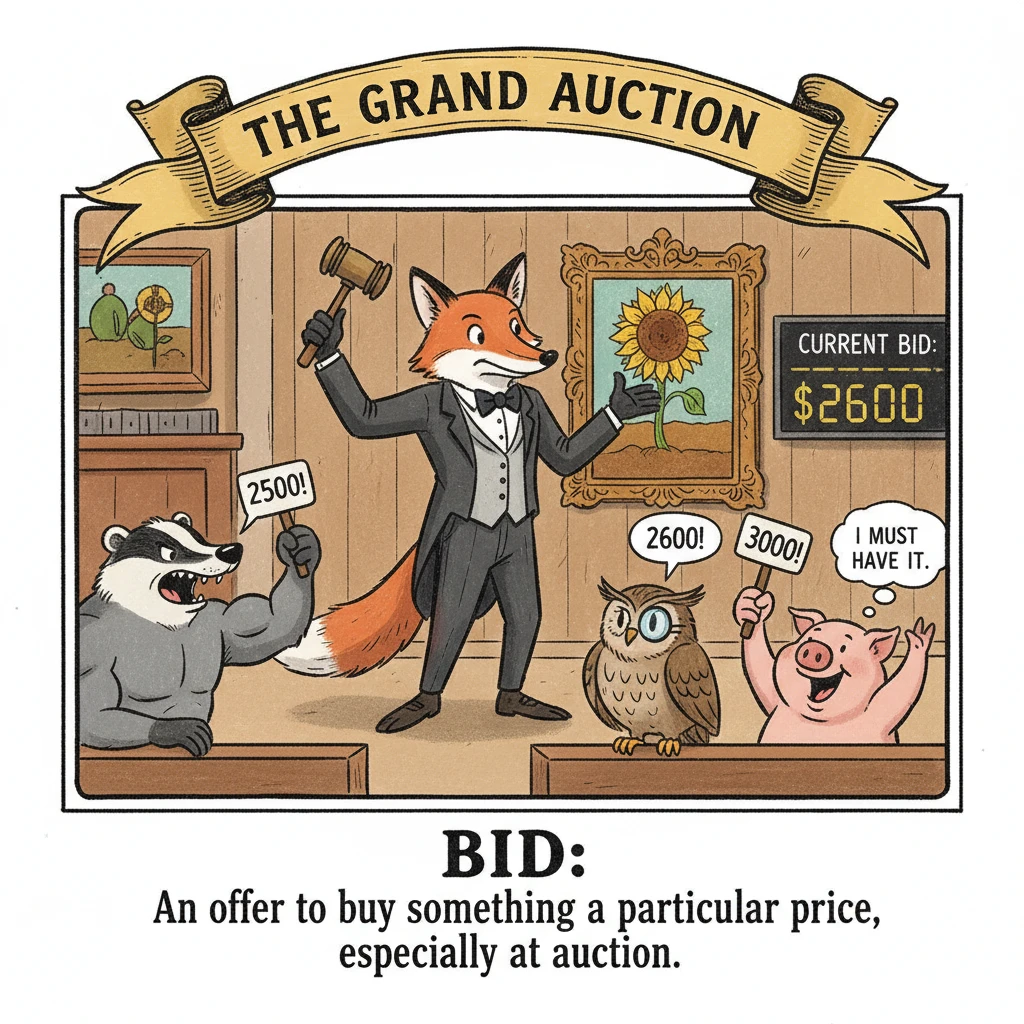 THE GRAND AUCTION
CURRENT BID:
$2600
2500!
2600!
3000!
I MUST
HAVE IT.
BID:
An offer to buy something a particular price,
especially at auction.